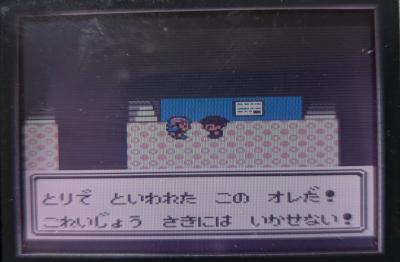 とりで といわれた この オレだ!
これいじょう さきには いかせない!